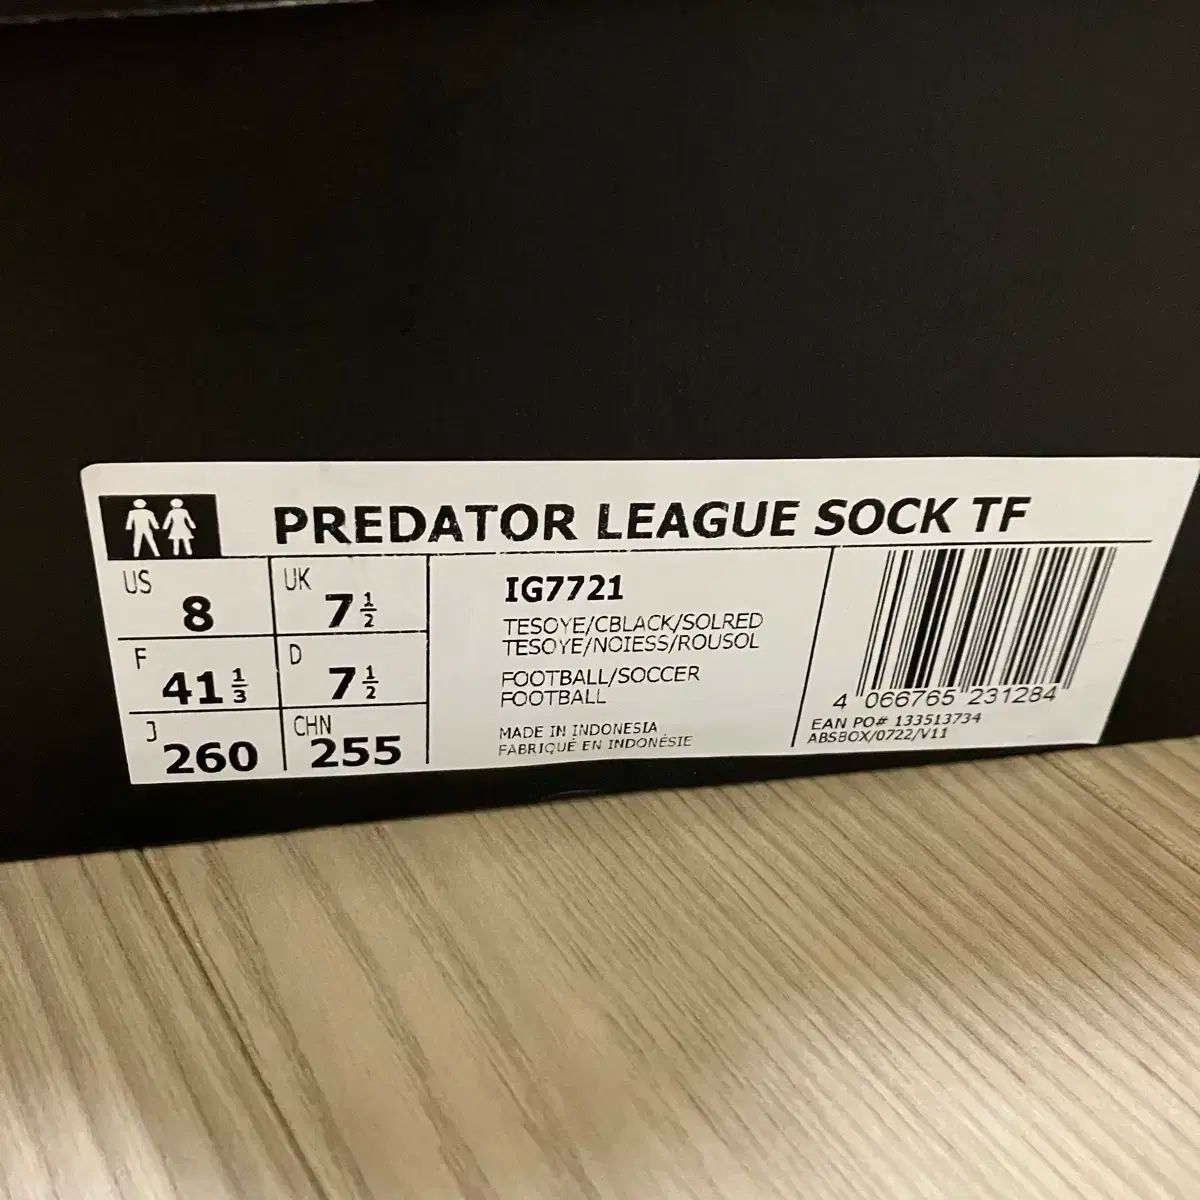 PREDATOR LEAGUE SOCK TF
US 8 UK 7 1/2
F 41 1/3 D 7 1/2
J 260 CHN 255
IG7721
TESOYE/CBLACK/SOLRED
TESOYE/NOIESS/ROUSOL
FOOTBALL/SOCCER
FOOTBALL
MADE IN INDONESIA
FABRIQUÉ EN INDONÉSIE
4 066765 231284
EAN PO# 133513734
ABSBOX/0722/V11